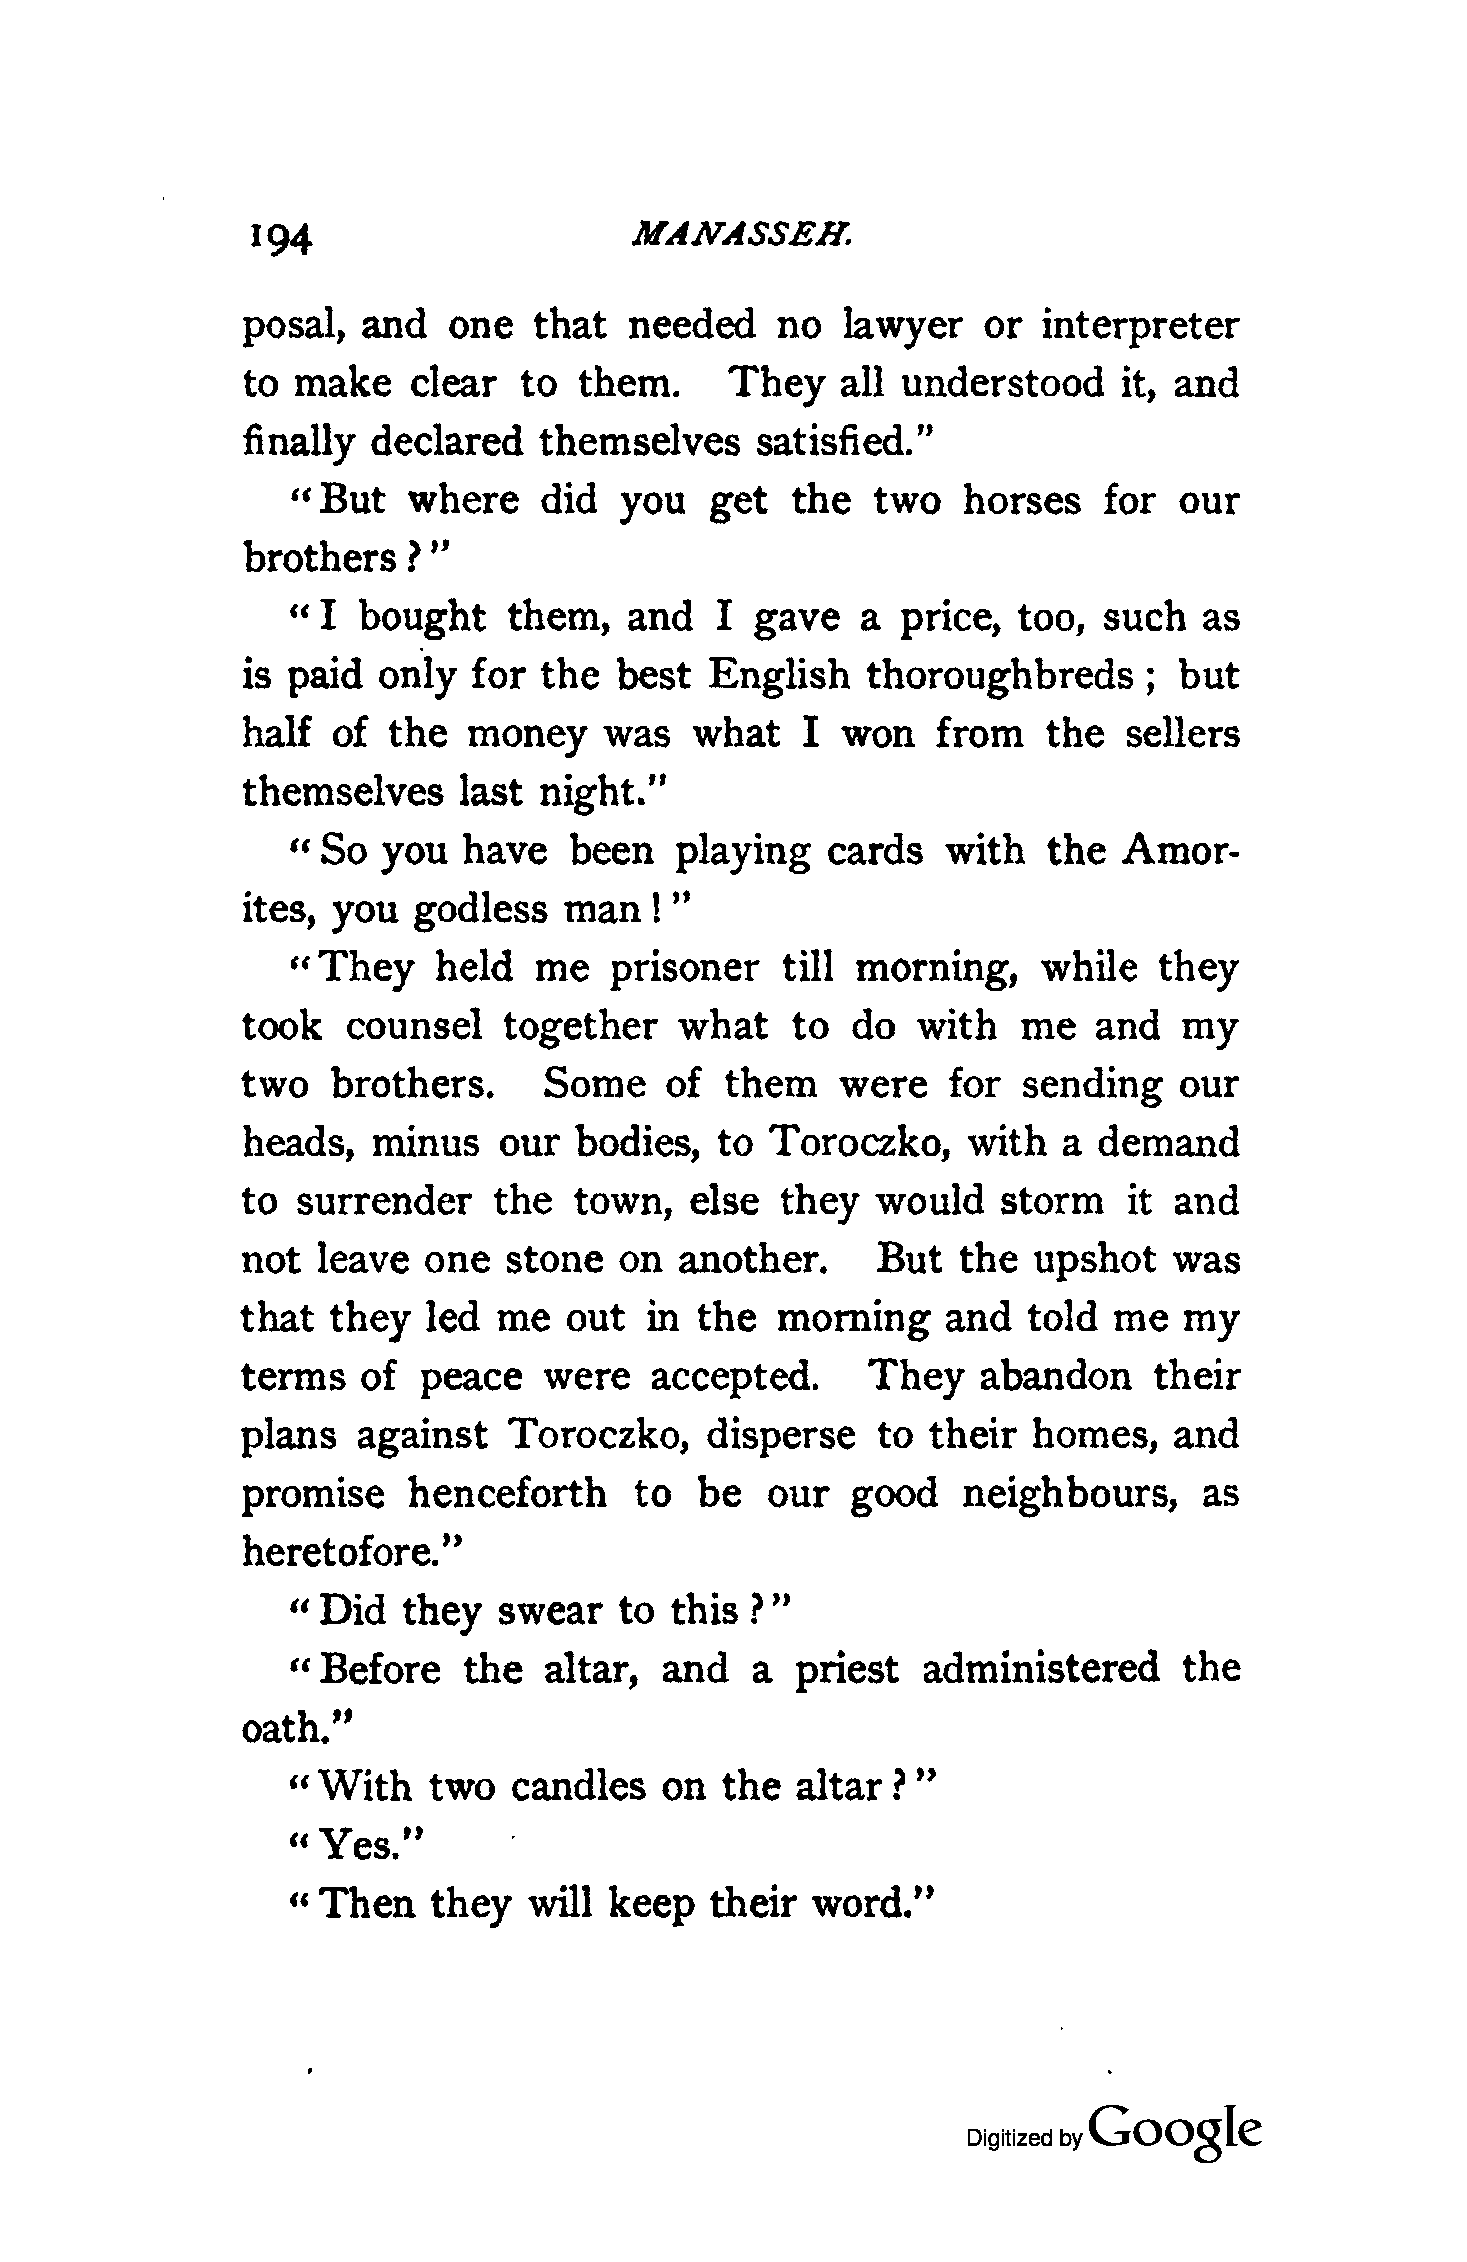 194 MANASSEH.
posal, and one that needed no lawyer or interpreter
to make clear to them. They all understood it, and
finally declared themselves satisfied."
"But where did you get the two horses for our
brothers?"
"I bought them, and I gave a price, too, such as
is paid only for the best English thoroughbreds; but
half of the money was what I won from the sellers
themselves last night."
"So you have been playing cards with the Amor-
ites, you godless man!"
"They held me prisoner till morning, while they
took counsel together what to do with me and my
two brothers. Some of them were for sending our
heads, minus our bodies, to Toroczko, with a demand
to surrender the town, else they would storm it and
not leave one stone on another. But the upshot was
that they led me out in the morning and told me my
terms of peace were accepted. They abandon their
plans against Toroczko, disperse to their homes, and
promise henceforth to be our good neighbours, as
heretofore."
"Did they swear to this?"
"Before the altar, and a priest administered the
oath."
"With two candles on the altar?"
"Yes."
"Then they will keep their word."
Digitized by Google